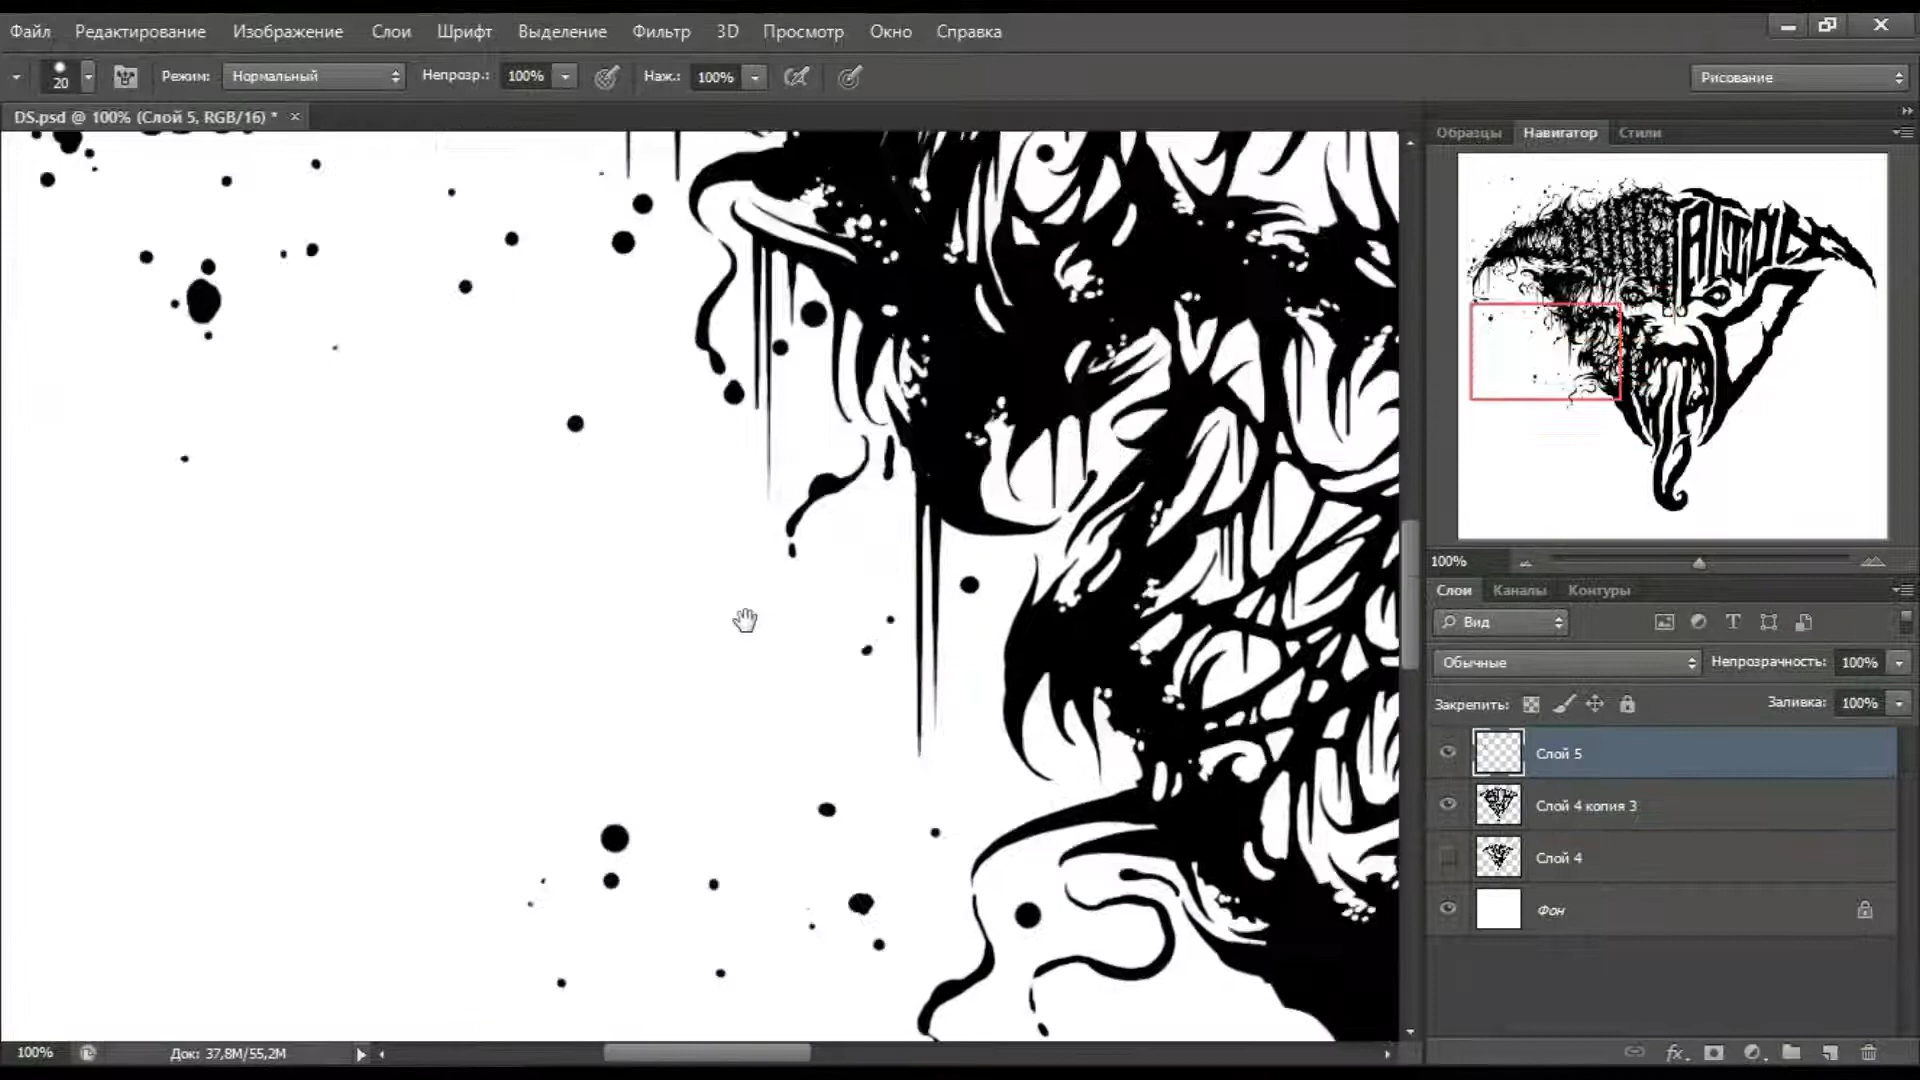 Файл Редактирование Изображение Слои Шрифт Выделение Фильтр 3D Просмотр Окно Справка
20 Режим: Нормальный Непрозр.: 100% Наж.: 100% Рисование
DS.psd @ 100% (Слой 5, RGB/16) *
Образцы Навигатор Стили
100%
Слои Каналы Контуры
Вид
Обычные Непрозрачность: 100%
Закрепить: Заливка: 100%
Слой 5
Слой 4 копия 3
Слой 4
Фон
100% Док: 37,8M/55,2M